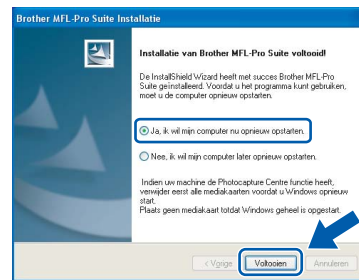 Brother MFL-Pro Suite Installatie
Installatie van Brother MFL-Pro Suite voltooid!
De InstallShield Wizard heeft met succes Brother MFL-Pro
Suite geïnstalleerd. Voordat u het programma kunt gebruiken,
moet u de computer opnieuw opstarten.
Ja, ik wil mijn computer nu opnieuw opstarten.
Nee, ik wil mijn computer later opnieuw opstarten.
Indien uw machine de Photocapture Centre functie heeft,
verwijder eerst alle mediakaarten voordat u Windows opnieuw
start.
Plaats geen mediakaart totdat Windows geheel is opgestart.
< Vorige
Voltooien
Annuleren